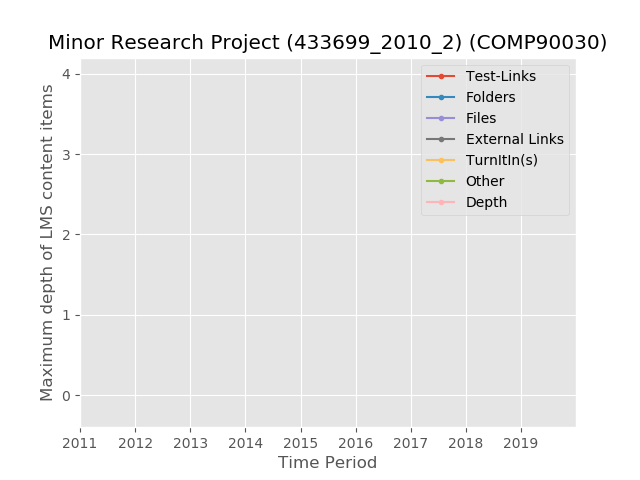 Minor Research Project (433699_2010_2) (COMP90030)
Maximum depth of LMS content items
4
3
2
1
0
Test-Links
Folders
Files
External Links
TurnItIn(s)
Other
Depth
2011 2012 2013 2014 2015 2016 2017 2018 2019
Time Period